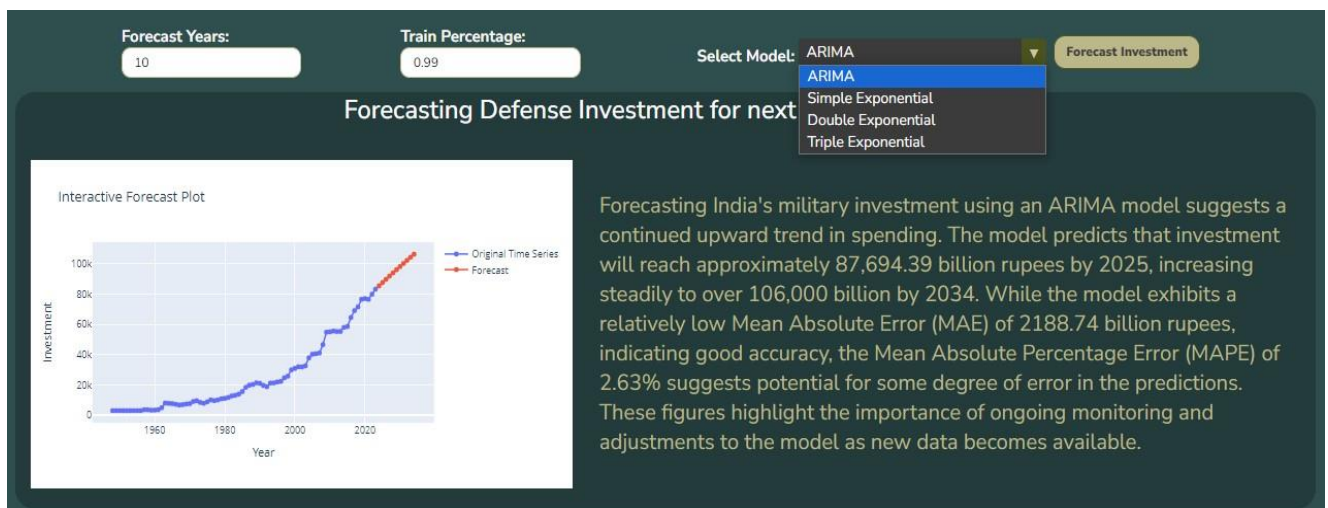 Forecast Years:
10
Train Percentage:
0.99
Select Model:
ARIMA
▼
Forecast Investment
ARIMA
Simple Exponential
Double Exponential
Triple Exponential
Forecasting Defense Investment for next
Interactive Forecast Plot
Original Time Series
Forecast
100k
80k
60k
40k
20k
0
Investment
1960 1980 2000 2020
Year
Forecasting India's military investment using an ARIMA model suggests a
continued upward trend in spending. The model predicts that investment
will reach approximately 87,694.39 billion rupees by 2025, increasing
steadily to over 106,000 billion by 2034. While the model exhibits a
relatively low Mean Absolute Error (MAE) of 2188.74 billion rupees,
indicating good accuracy, the Mean Absolute Percentage Error (MAPE) of
2.63% suggests potential for some degree of error in the predictions.
These figures highlight the importance of ongoing monitoring and
adjustments to the model as new data becomes available.